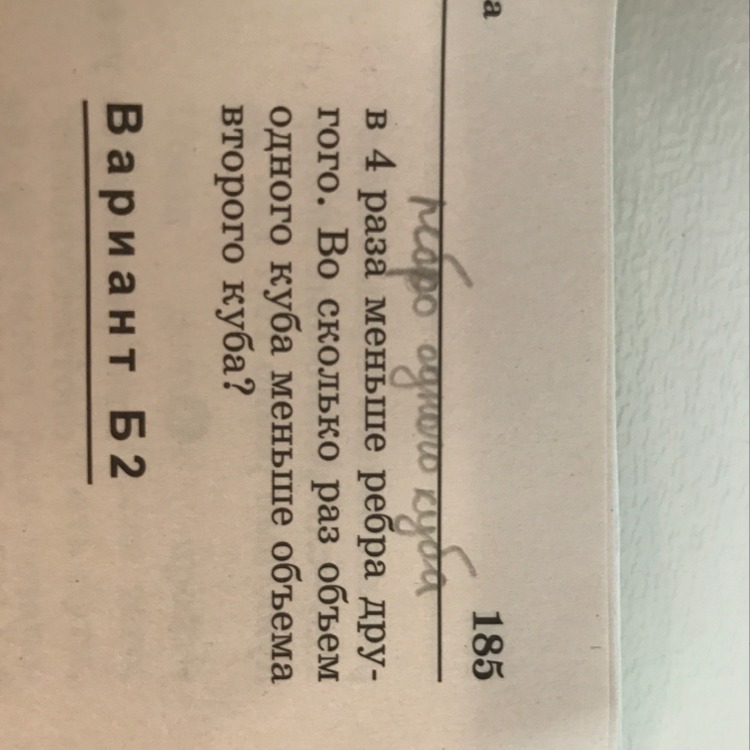 а
185
ребро одного куба
в 4 раза меньше ребра дру-
гого. Во сколько раз объем
одного куба меньше объема
второго куба?
Вариант Б2